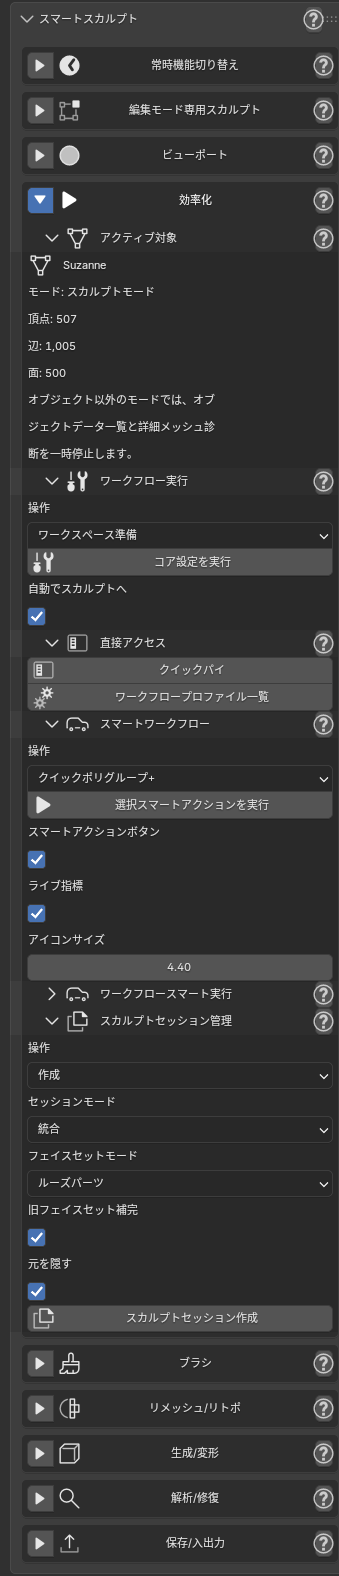 スマートスカルプト
常時機能切り替え
編集モード専用スカルプト
ビューポート
効率化
アクティブ対象
Suzanne
モード: スカルプトモード
頂点: 507
辺: 1,005
面: 500
オブジェクト以外のモードでは、オブ
ジェクトデータ一覧と詳細メッシュ診
断を一時停止します。
ワークフロー実行
操作
ワークスペース準備
コア設定を実行
自動でスカルプトへ
直接アクセス
クイックパイ
ワークフロープロファイル一覧
スマートワークフロー
操作
クイックポリグループ+
選択スマートアクションを実行
スマートアクションボタン
ライブ指標
アイコンサイズ
4.40
ワークフロースマート実行
スカルプトセッション管理
操作
作成
セッションモード
統合
フェイスセットモード
ルーズパーツ
旧フェイスセット補完
元を隠す
スカルプトセッション作成
ブラシ
リメッシュ/リトポ
生成/変形
解析/修復
保存/入出力